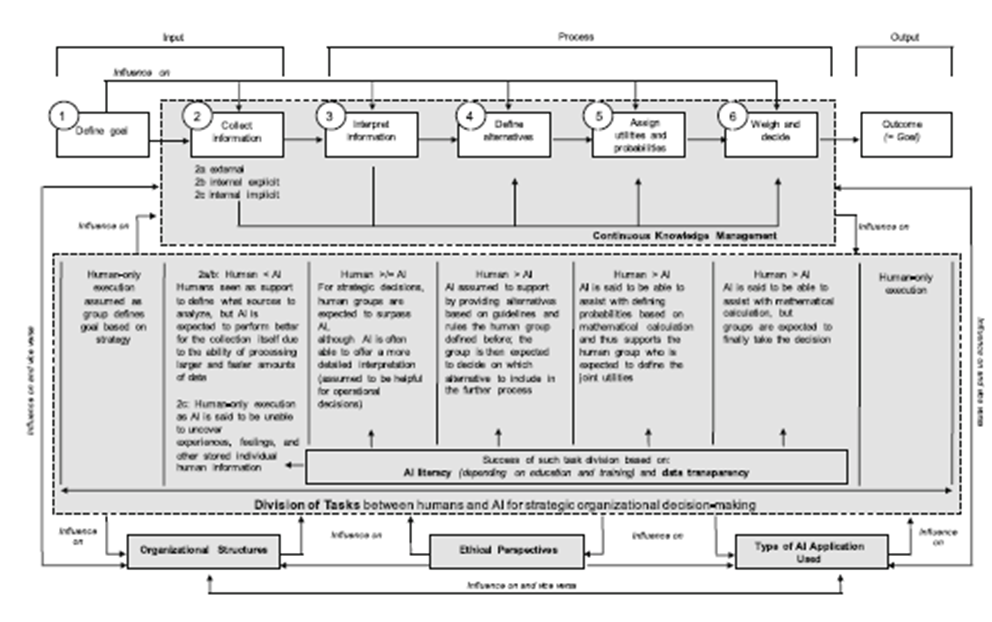 Input
Process
Output
Influence on
1
Define goal
2
Collect
information
3
Interpret
information
4
Define
alternatives
5
Assign
utilities and
probabilities
6
Weigh and
decide
Outcome
(= Goal)
2a external
2b internal explicit
2c internal implicit
Continuous Knowledge Management
Influence on
Influence on
Human-only
execution
assumed as
group defines
goal based on
strategy
2a/b: Human < AI
Humans seen as support
to define what sources to
analyze, but AI is
expected to perform better
for the collection itself due
to the ability of processing
larger and faster amounts
of data
2c: Human-only execution
as AI is said to be unable
to uncover
experiences, feelings, and
other stored individual
human information
Human >/= AI
For strategic decisions,
human groups are
expected to surpass
AI,
although AI is often
able to offer a more
detailed interpretation
(assumed to be helpful
for operational
decisions)
Human > AI
AI assumed to support
by providing alternatives
based on guidelines and
rules the human group
defined before; the
group is then expected
to decide on which
alternative to include in
the further process
Human > AI
AI is said to be able to
assist with defining
probabilities based on
mathematical calculation
and thus supports the
human group who is
expected to define the
joint utilities
Human > AI
AI is said to be able to
assist with mathematical
calculation, but
groups are expected to
finally take the decision
Human-only
execution
Success of such task division based on:
AI literacy (depending on education and training) and data transparency
Division of Tasks between humans and AI for strategic organizational decision-making
Influence on and vice versa
Influence on and vice versa
Influence
on
Organizational Structures
Influence on
Ethical Perspectives
Influence on
Type of AI Application
Used
Influence
on
Influence on and vice versa